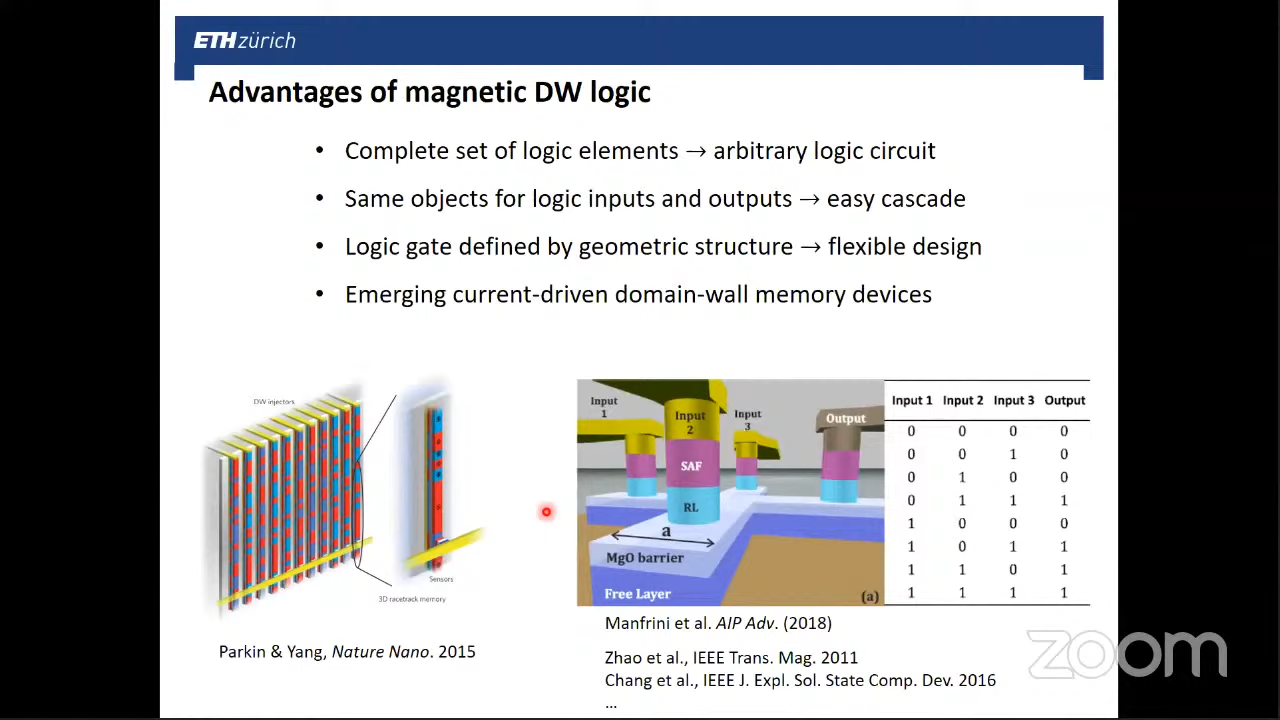 ETH zürich
Advantages of magnetic DW logic
• Complete set of logic elements → arbitrary logic circuit
• Same objects for logic inputs and outputs → easy cascade
• Logic gate defined by geometric structure → flexible design
• Emerging current-driven domain-wall memory devices
DW injectors
Sensors
3D racetrack memory
Parkin & Yang, Nature Nano. 2015
Input
1
Input
2
Input
3
Output
SAF
RL
a
MgO barrier
Free Layer
(a)
Input 1 Input 2 Input 3 Output
0 0 0 0
0 0 1 0
0 1 0 0
0 1 1 1
1 0 0 0
1 0 1 1
1 1 0 1
1 1 1 1
Manfrini et al. AIP Adv. (2018)
Zhao et al., IEEE Trans. Mag. 2011
Chang et al., IEEE J. Expl. Sol. State Comp. Dev. 2016
...
zoom